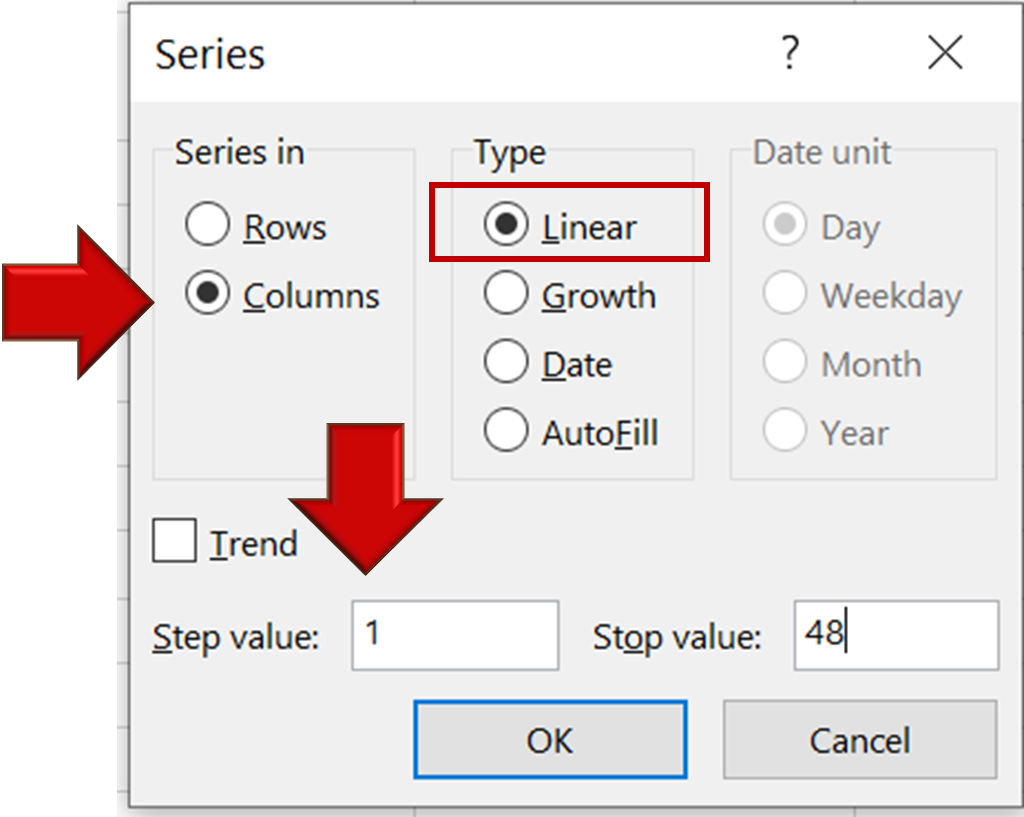 Series ?
Series in
Rows
Columns
Type
Linear
Growth
Date
AutoFill
Date unit
Day
Weekday
Month
Year
Trend
Step value: 1 Stop value: 48
OK Cancel